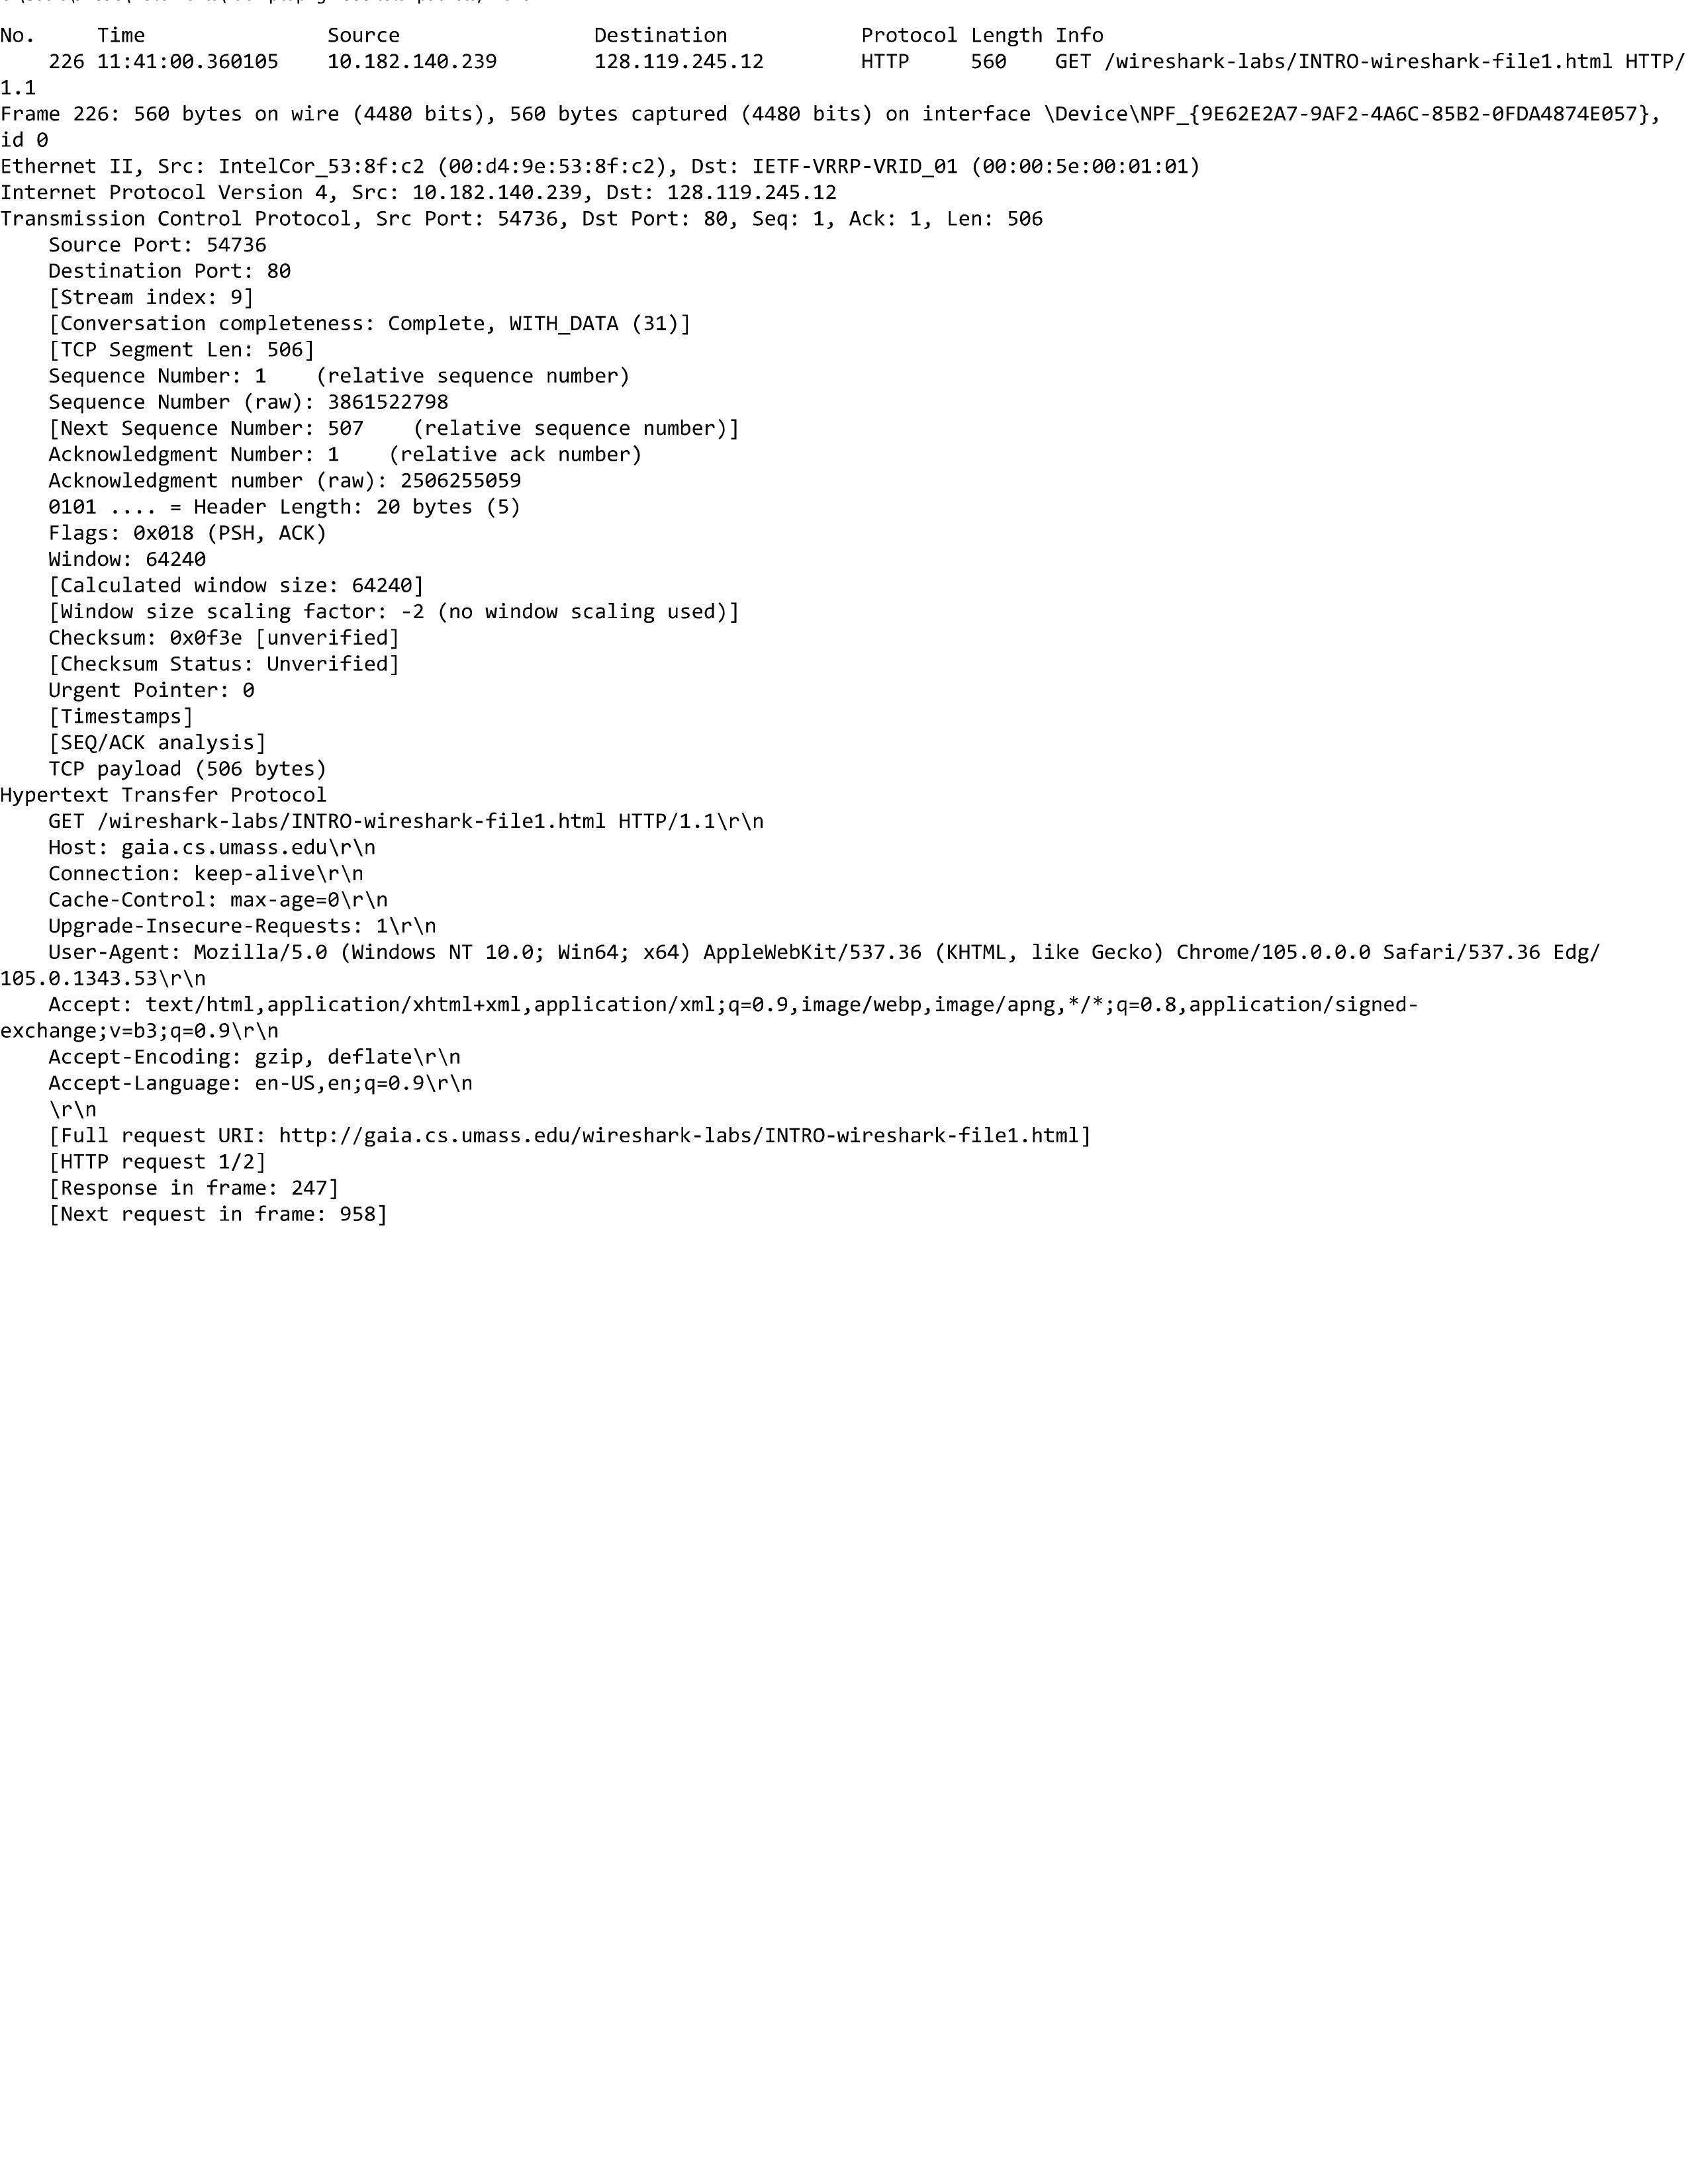 No.     Time               Source                Destination           Protocol Length Info
    226 11:41:00.360105    10.182.140.239        128.119.245.12        HTTP     560    GET /wireshark-labs/INTRO-wireshark-file1.html HTTP/
1.1
Frame 226: 560 bytes on wire (4480 bits), 560 bytes captured (4480 bits) on interface \Device\NPF_{9E62E2A7-9AF2-4A6C-85B2-0FDA4874E057},
id 0
Ethernet II, Src: IntelCor_53:8f:c2 (00:d4:9e:53:8f:c2), Dst: IETF-VRRP-VRID_01 (00:00:5e:00:01:01)
Internet Protocol Version 4, Src: 10.182.140.239, Dst: 128.119.245.12
Transmission Control Protocol, Src Port: 54736, Dst Port: 80, Seq: 1, Ack: 1, Len: 506
    Source Port: 54736
    Destination Port: 80
    [Stream index: 9]
    [Conversation completeness: Complete, WITH_DATA (31)]
    [TCP Segment Len: 506]
    Sequence Number: 1    (relative sequence number)
    Sequence Number (raw): 3861522798
    [Next Sequence Number: 507    (relative sequence number)]
    Acknowledgment Number: 1    (relative ack number)
    Acknowledgment number (raw): 2506255059
    0101 .... = Header Length: 20 bytes (5)
    Flags: 0x018 (PSH, ACK)
    Window: 64240
    [Calculated window size: 64240]
    [Window size scaling factor: -2 (no window scaling used)]
    Checksum: 0x0f3e [unverified]
    [Checksum Status: Unverified]
    Urgent Pointer: 0
    [Timestamps]
    [SEQ/ACK analysis]
    TCP payload (506 bytes)
Hypertext Transfer Protocol
    GET /wireshark-labs/INTRO-wireshark-file1.html HTTP/1.1\r\n
    Host: gaia.cs.umass.edu\r\n
    Connection: keep-alive\r\n
    Cache-Control: max-age=0\r\n
    Upgrade-Insecure-Requests: 1\r\n
    User-Agent: Mozilla/5.0 (Windows NT 10.0; Win64; x64) AppleWebKit/537.36 (KHTML, like Gecko) Chrome/105.0.0.0 Safari/537.36 Edg/
105.0.1343.53\r\n
    Accept: text/html,application/xhtml+xml,application/xml;q=0.9,image/webp,image/apng,*/*;q=0.8,application/signed-
exchange;v=b3;q=0.9\r\n
    Accept-Encoding: gzip, deflate\r\n
    Accept-Language: en-US,en;q=0.9\r\n
    \r\n
    [Full request URI: http://gaia.cs.umass.edu/wireshark-labs/INTRO-wireshark-file1.html]
    [HTTP request 1/2]
    [Response in frame: 247]
    [Next request in frame: 958]